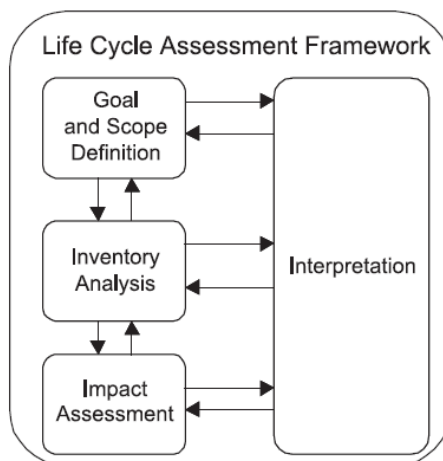 Life Cycle Assessment Framework
Goal
and Scope
Definition
Inventory
Analysis
Interpretation
Impact
Assessment